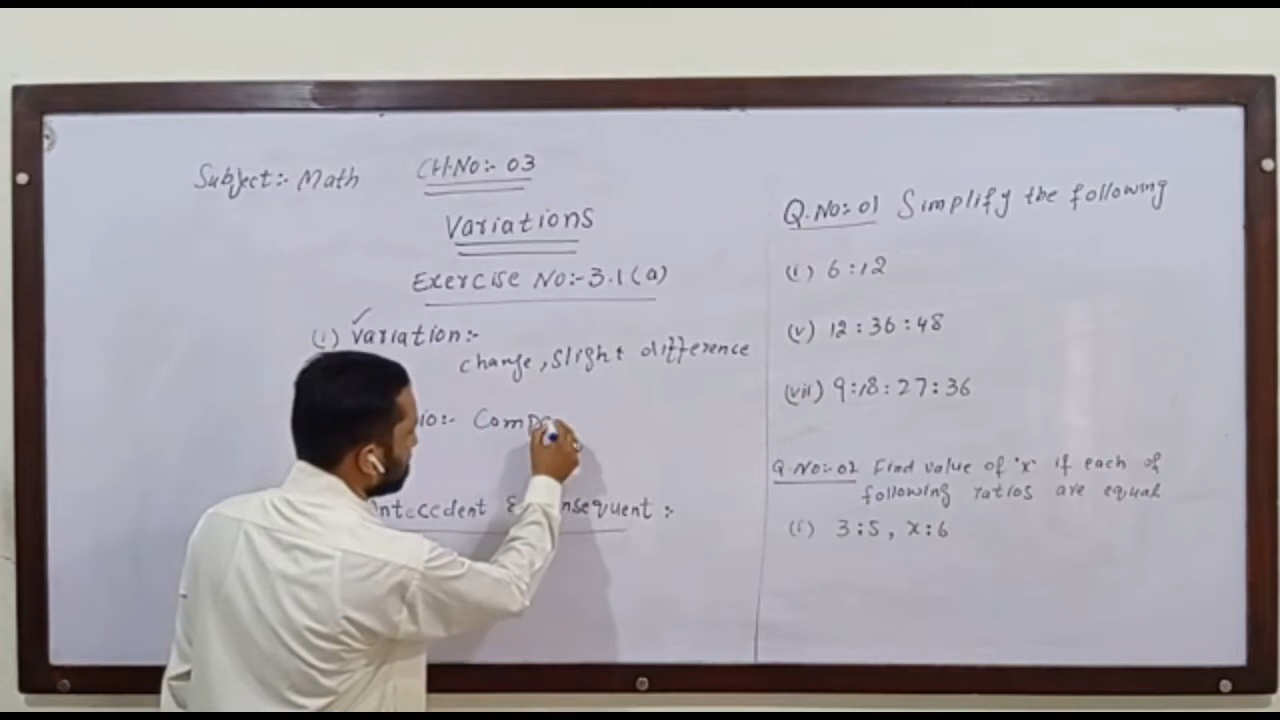 Subject:- Math CH.NO:- 03
Variations
Exercise No:-3.1(a)
(i) Variation:-
change, slight difference
Comp
& :
Q.No:01 Simplify the following
(i) 6:12
(v) 12:36:48
(vii) 9:18:27:36
Q.No:-02 Find value of 'x' if each of
following ratios are equal
(i) 3:5, x:6